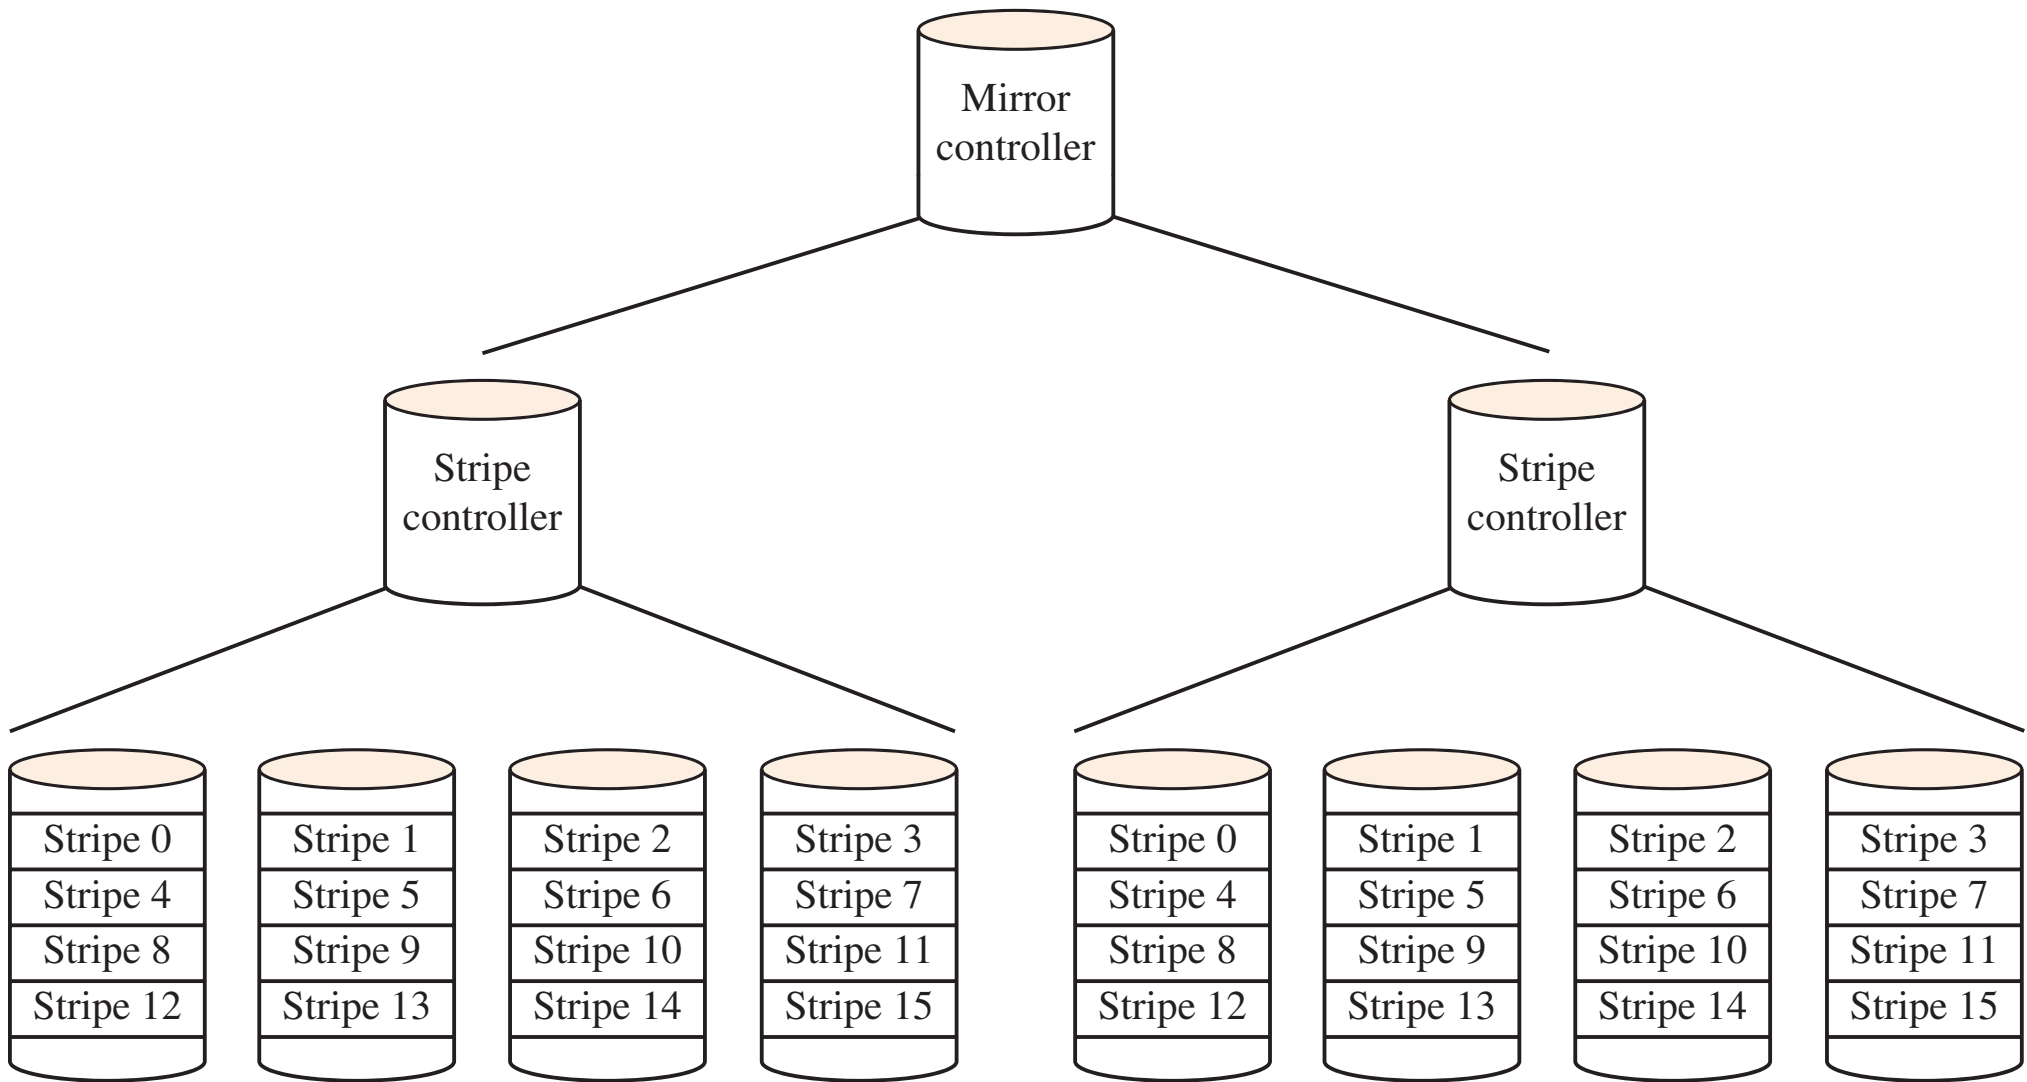 Mirror
controller
Stripe
controller
Stripe
controller
Stripe 0
Stripe 4
Stripe 8
Stripe 12
Stripe 1
Stripe 5
Stripe 9
Stripe 13
Stripe 2
Stripe 6
Stripe 10
Stripe 14
Stripe 3
Stripe 7
Stripe 11
Stripe 15
Stripe 0
Stripe 4
Stripe 8
Stripe 12
Stripe 1
Stripe 5
Stripe 9
Stripe 13
Stripe 2
Stripe 6
Stripe 10
Stripe 14
Stripe 3
Stripe 7
Stripe 11
Stripe 15